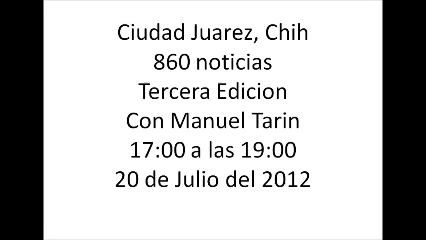 Ciudad Juarez, Chih
860 noticias
Tercera Edicion
Con Manuel Tarin
17:00 a las 19:00
20 de Julio del 2012